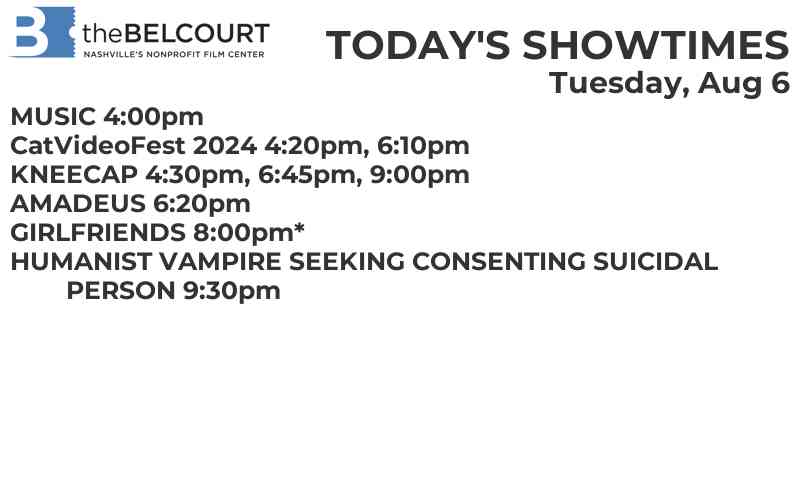 B
theBELCOURT
NASHVILLE'S NONPROFIT FILM CENTER
TODAY'S SHOWTIMES
Tuesday, Aug 6
MUSIC 4:00pm
CatVideoFest 2024 4:20pm, 6:10pm
KNEECAP 4:30pm, 6:45pm, 9:00pm
AMADEUS 6:20pm
GIRLFRIENDS 8:00pm*
HUMANIST VAMPIRE SEEKING CONSENTING SUICIDAL
PERSON 9:30pm